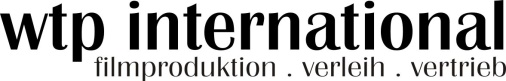 wtp international
filmproduktion . verleih . vertrieb